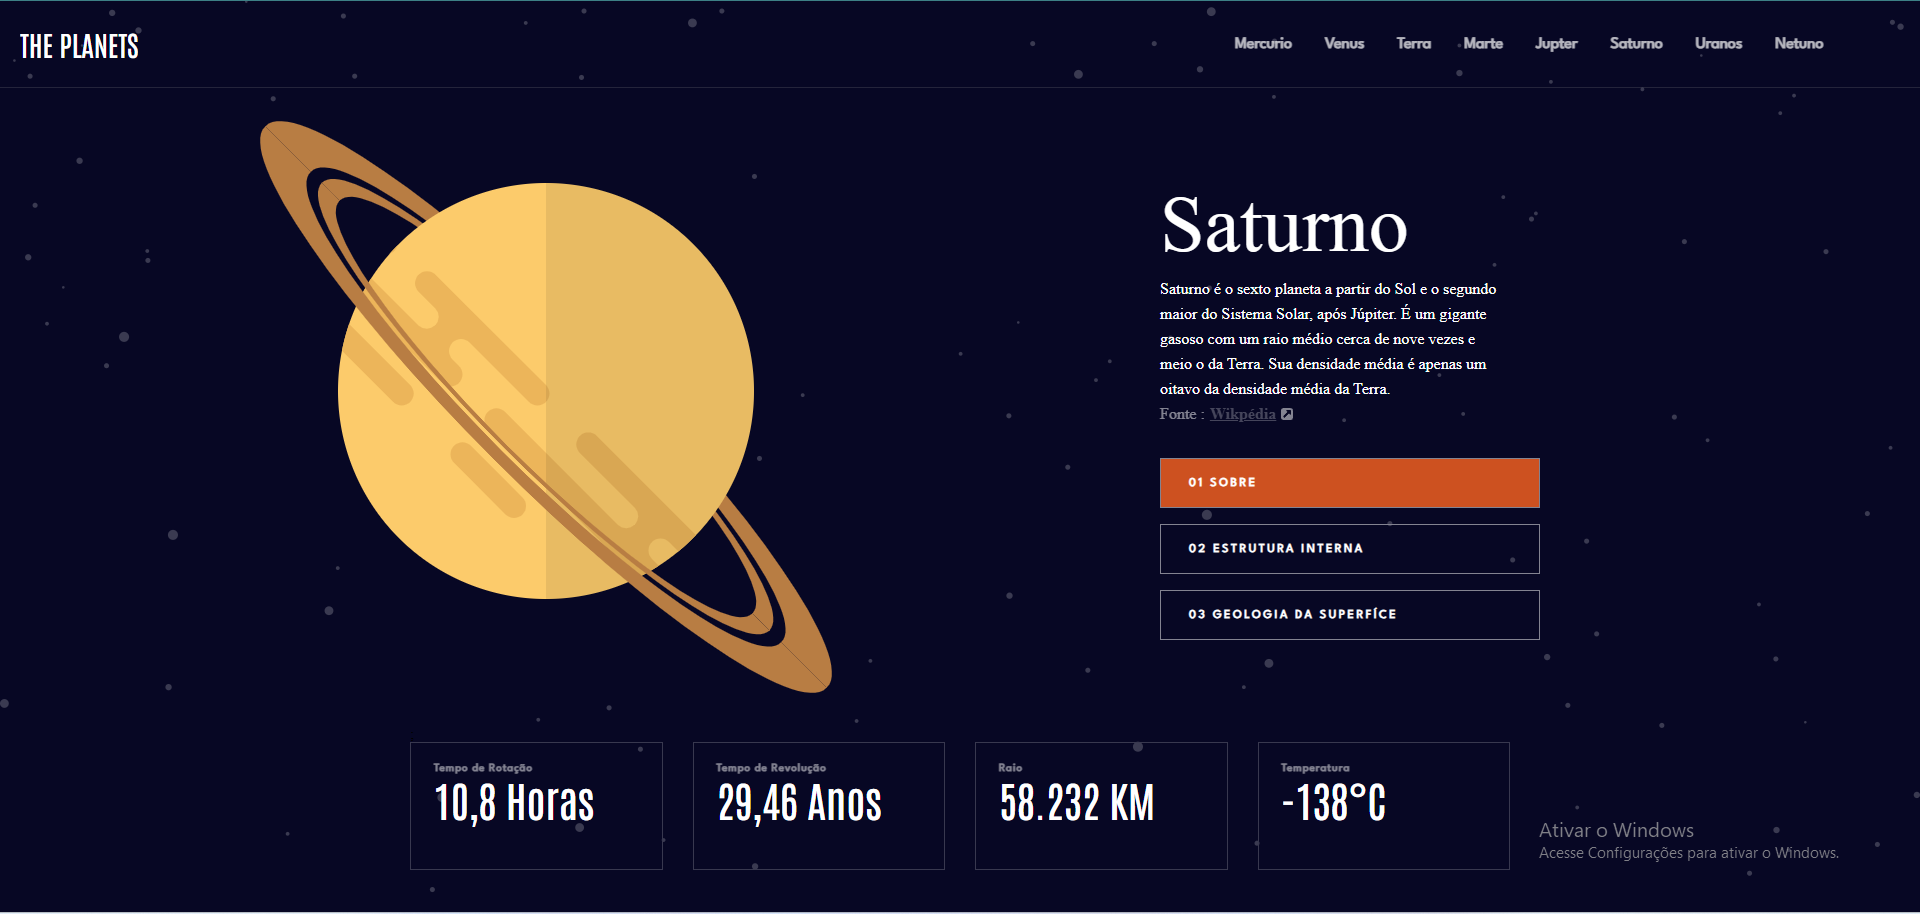 THE PLANETS
Mercúrio Venus Terra Marte Jupter Saturno Uranos Netuno
Saturno
Saturno é o sexto planeta a partir do Sol e o segundo
maior do Sistema Solar, após Júpiter. É um gigante
gasoso com um raio médio cerca de nove vezes e
meio o da Terra. Sua densidade média é apenas um
oitavo da densidade média da Terra.
Fonte : Wikpédia
01 SOBRE
02 ESTRUTURA INTERNA
03 GEOLOGIA DA SUPERFÍCE
Tempo de Rotação
10,8 Horas
Tempo de Revolução
29,46 Anos
Raio
58.232 KM
Temperatura
-138°C
Ativar o Windows
Acesse Configurações para ativar o Windows.